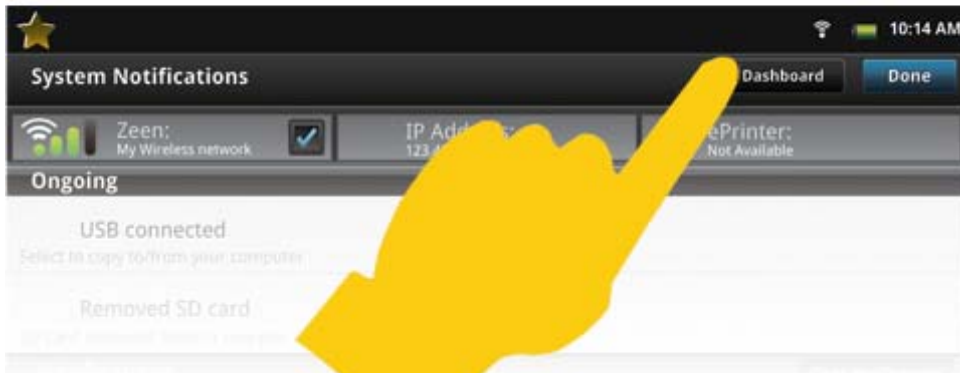 10:14 AM
System Notifications
Dashboard
Done
Zeen:
My Wireless network
IP
123
ePrinter:
Not Available
Ongoing
USB connected
Select to copy to/from your computer
Removed SD card